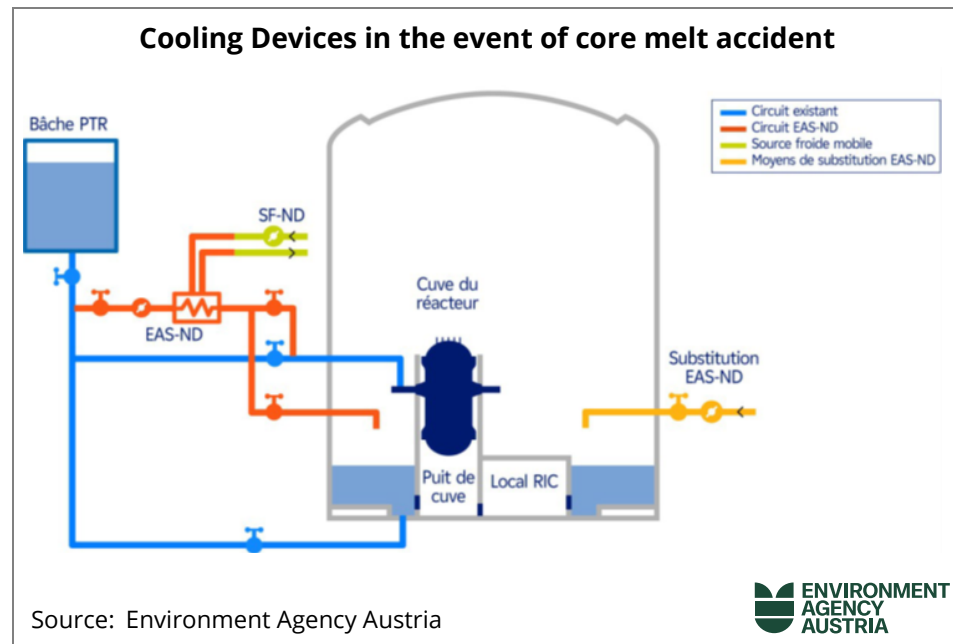 Cooling Devices in the event of core melt accident
Bâche PTR
Circuit existant
Circuit EAS-ND
Source froide mobile
Moyens de substitution EAS-ND
SF-ND
Cuve du
réacteur
EAS-ND
Substitution
EAS-ND
Puit de
cuve
Local RIC
Source: Environment Agency Austria
ENVIRONMENT
AGENCY
AUSTRIA